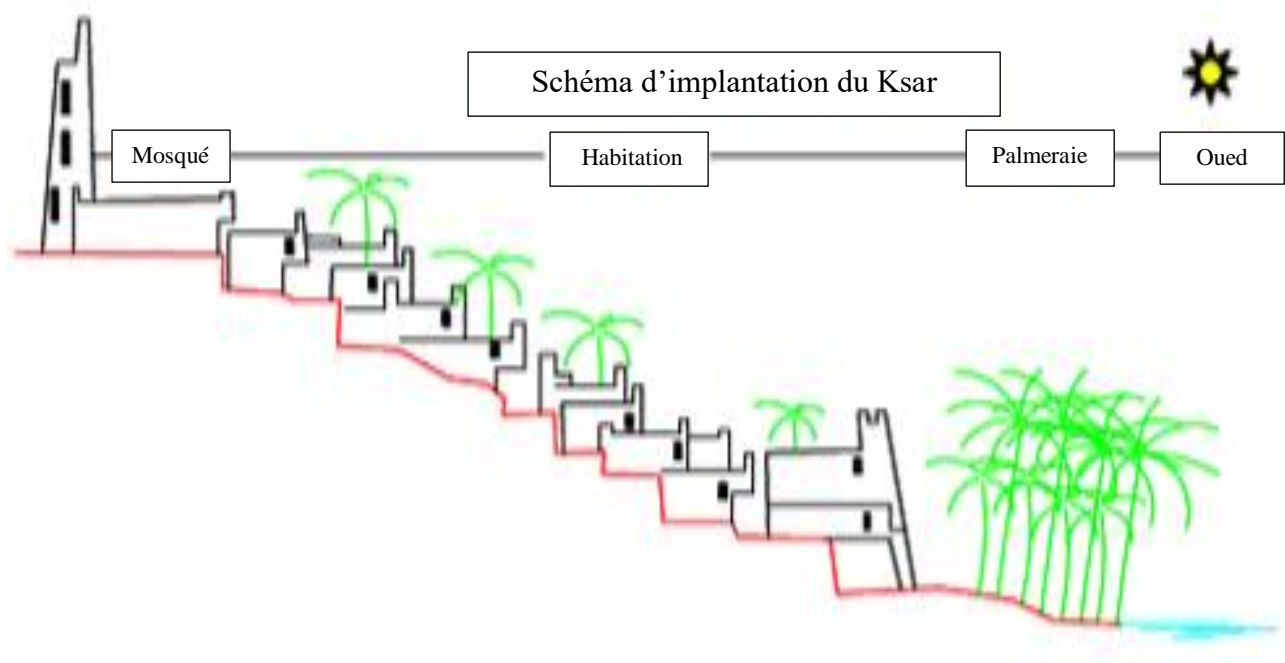 Schéma d’implantation du Ksar
Mosqué
Habitation
Palmeraie
Oued